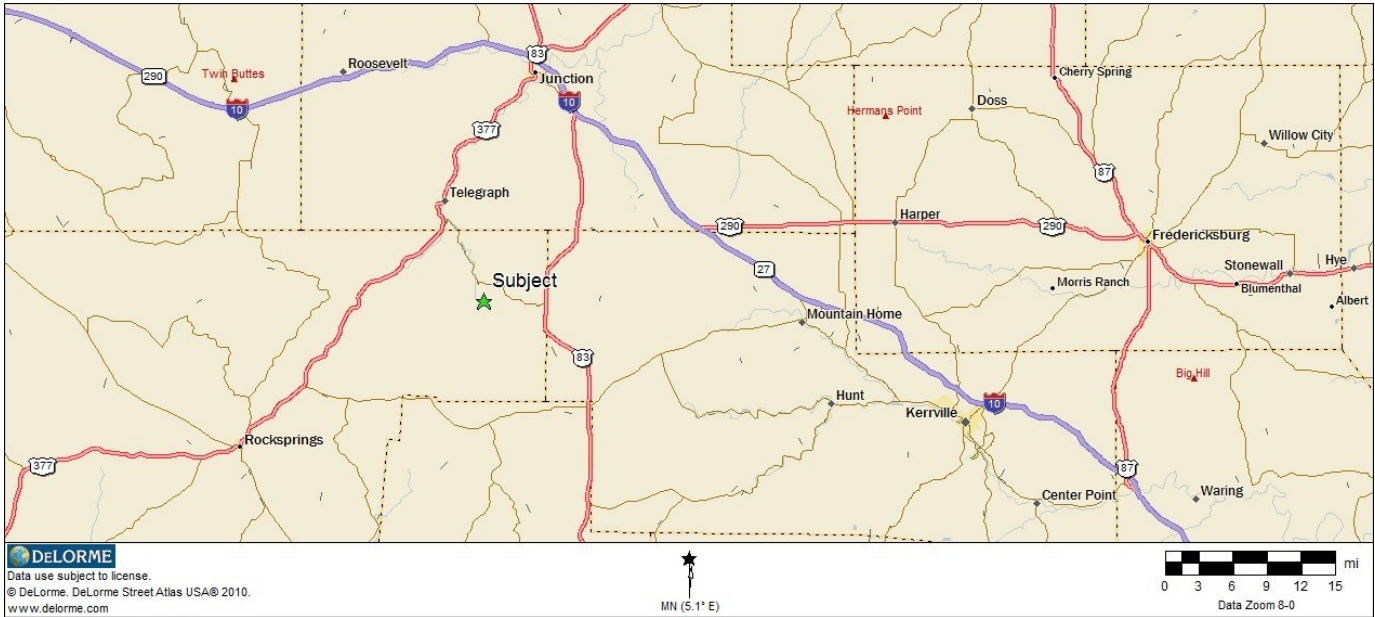 83
Roosevelt
290
Twin Buttes
Junction
Cherry Spring
10
10
Hermans Point
Doss
377
Willow City
87
Telegraph
290
Harper
290
Fredericksburg
27
Stonewall
Hye
Subject
Morris Ranch
Blumenthal
Albert
Mountain Home
83
Big Hill
Hunt
10
Kerrville
Rocksprings
377
87
Center Point
Waring
DELORME
Data use subject to license.
© DeLorme. DeLorme Street Atlas USA® 2010.
www.delorme.com
MN (5.1° E)
mi
0 3 6 9 12 15
Data Zoom 8-0